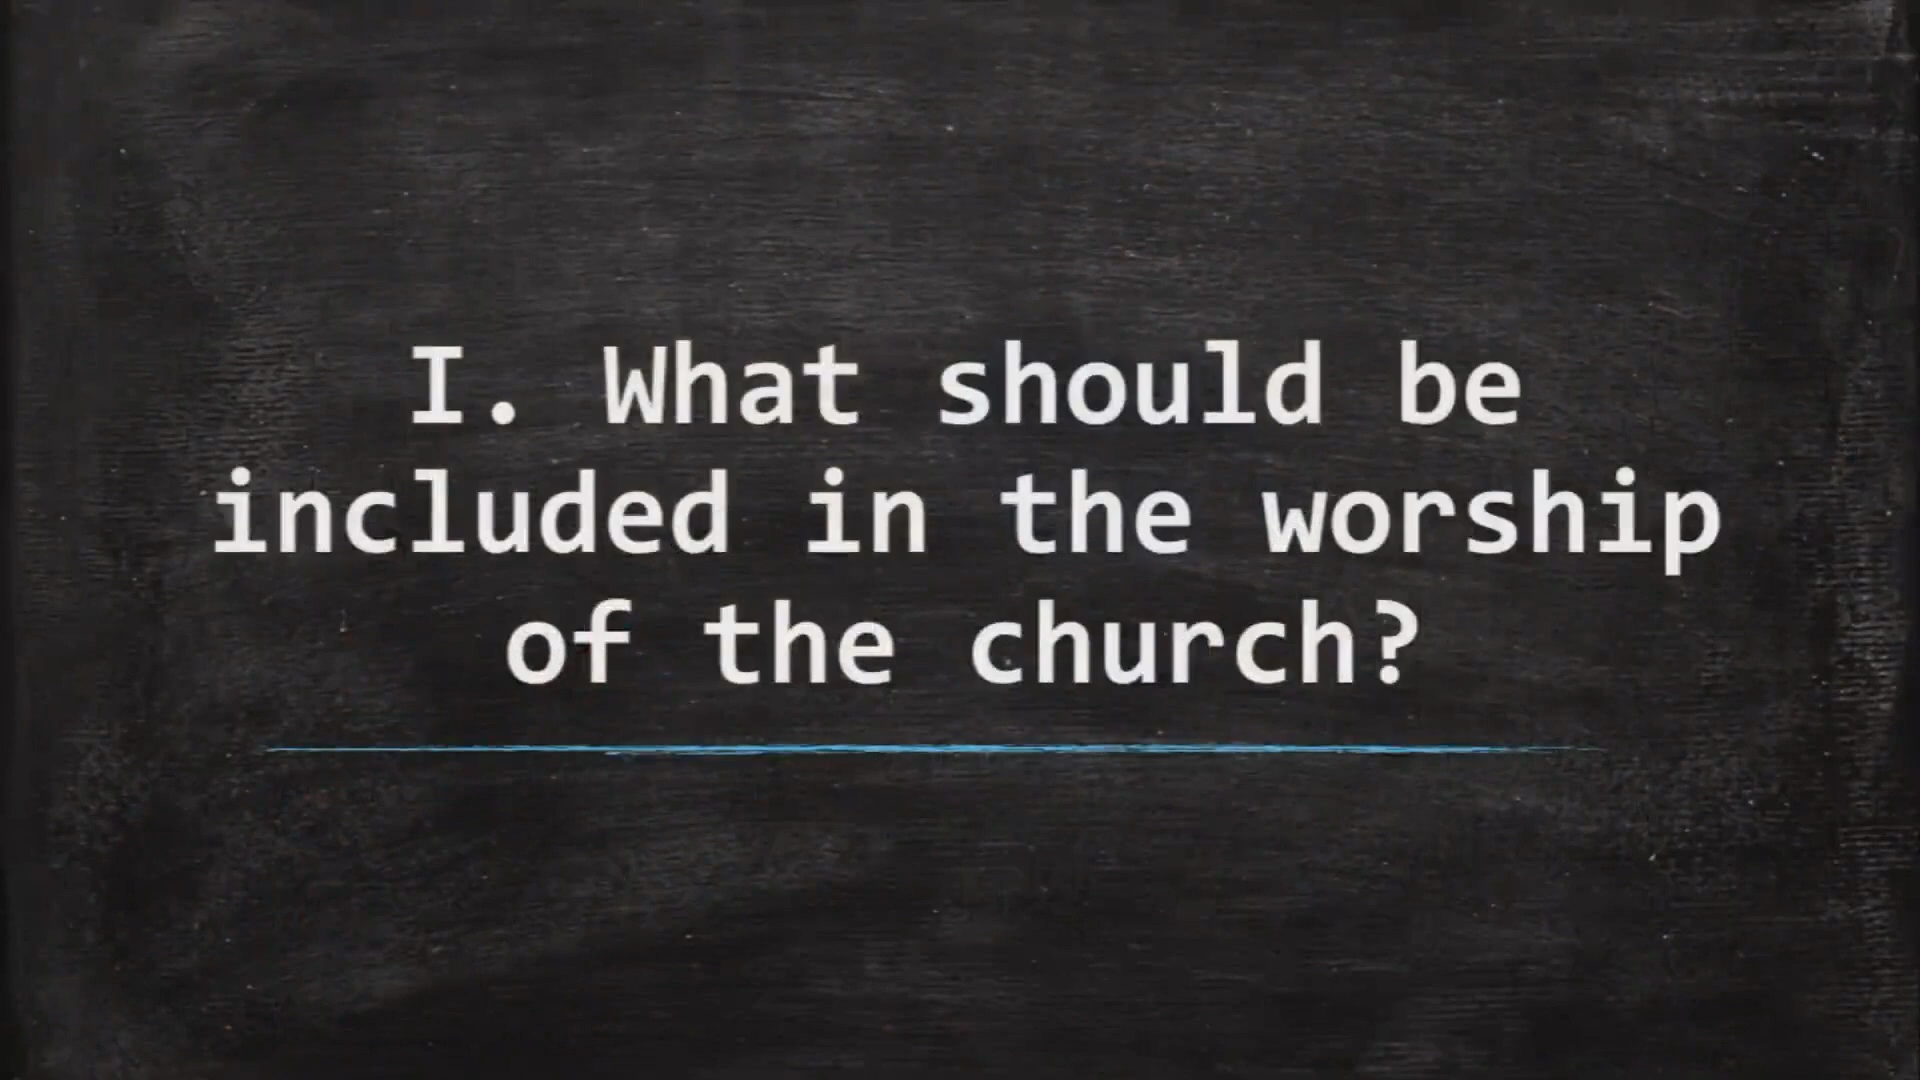 I. What should be
included in the worship
of the church?